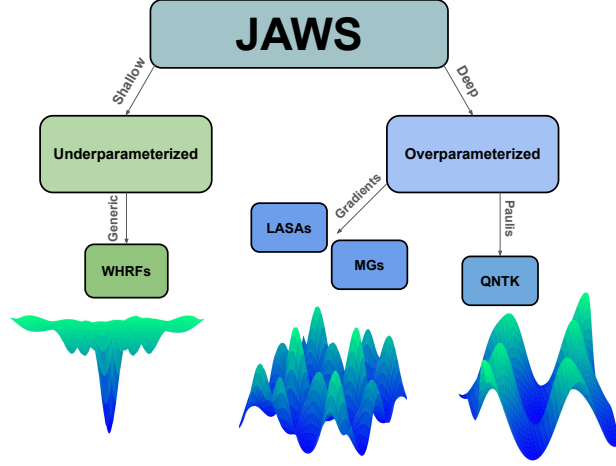 JAWS
Shallow
Deep
Underparameterized
Overparameterized
Generic
Gradients
Paulis
LASAs
MGs
WHRFs
QNTK